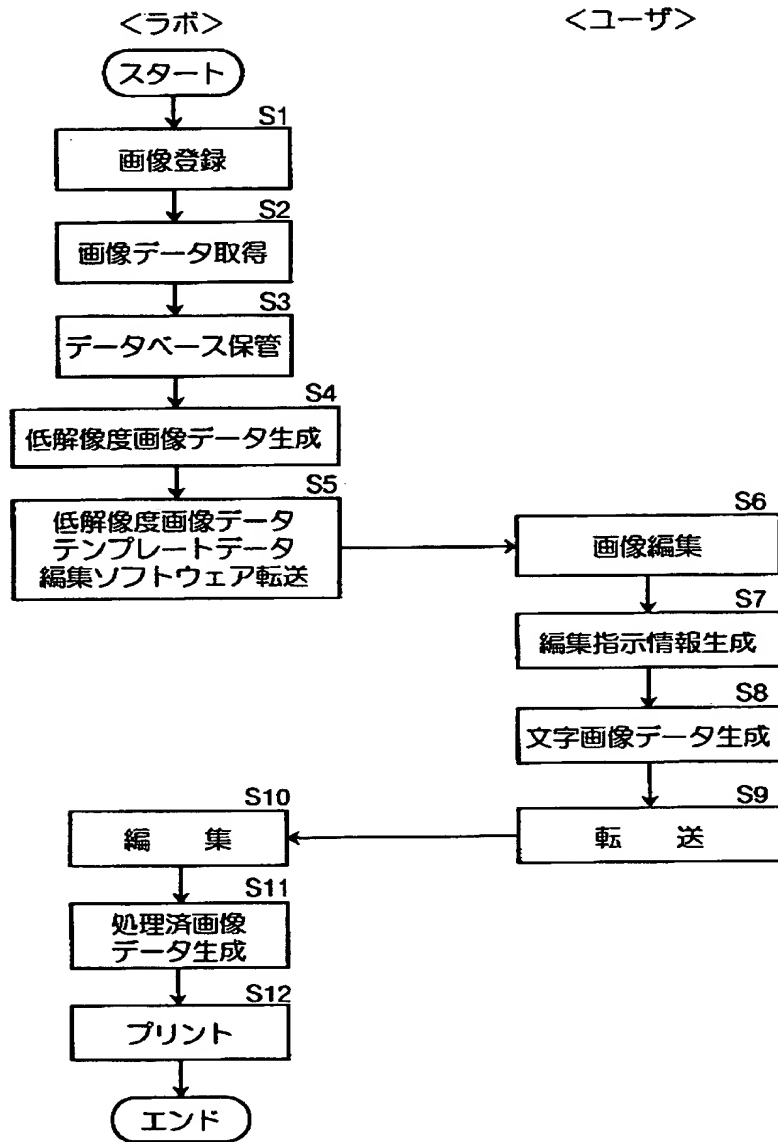 <ラボ>
<ユーザ>
スタート
S1
画像登録
S2
画像データ取得
S3
データベース保管
S4
低解像度画像データ生成
S5
低解像度画像データ
テンプレートデータ
編集ソフトウェア転送
S6
画像編集
S7
編集指示情報生成
S8
文字画像データ生成
S9
転 送
S10
編 集
S11
処理済画像
データ生成
S12
プリント
エンド